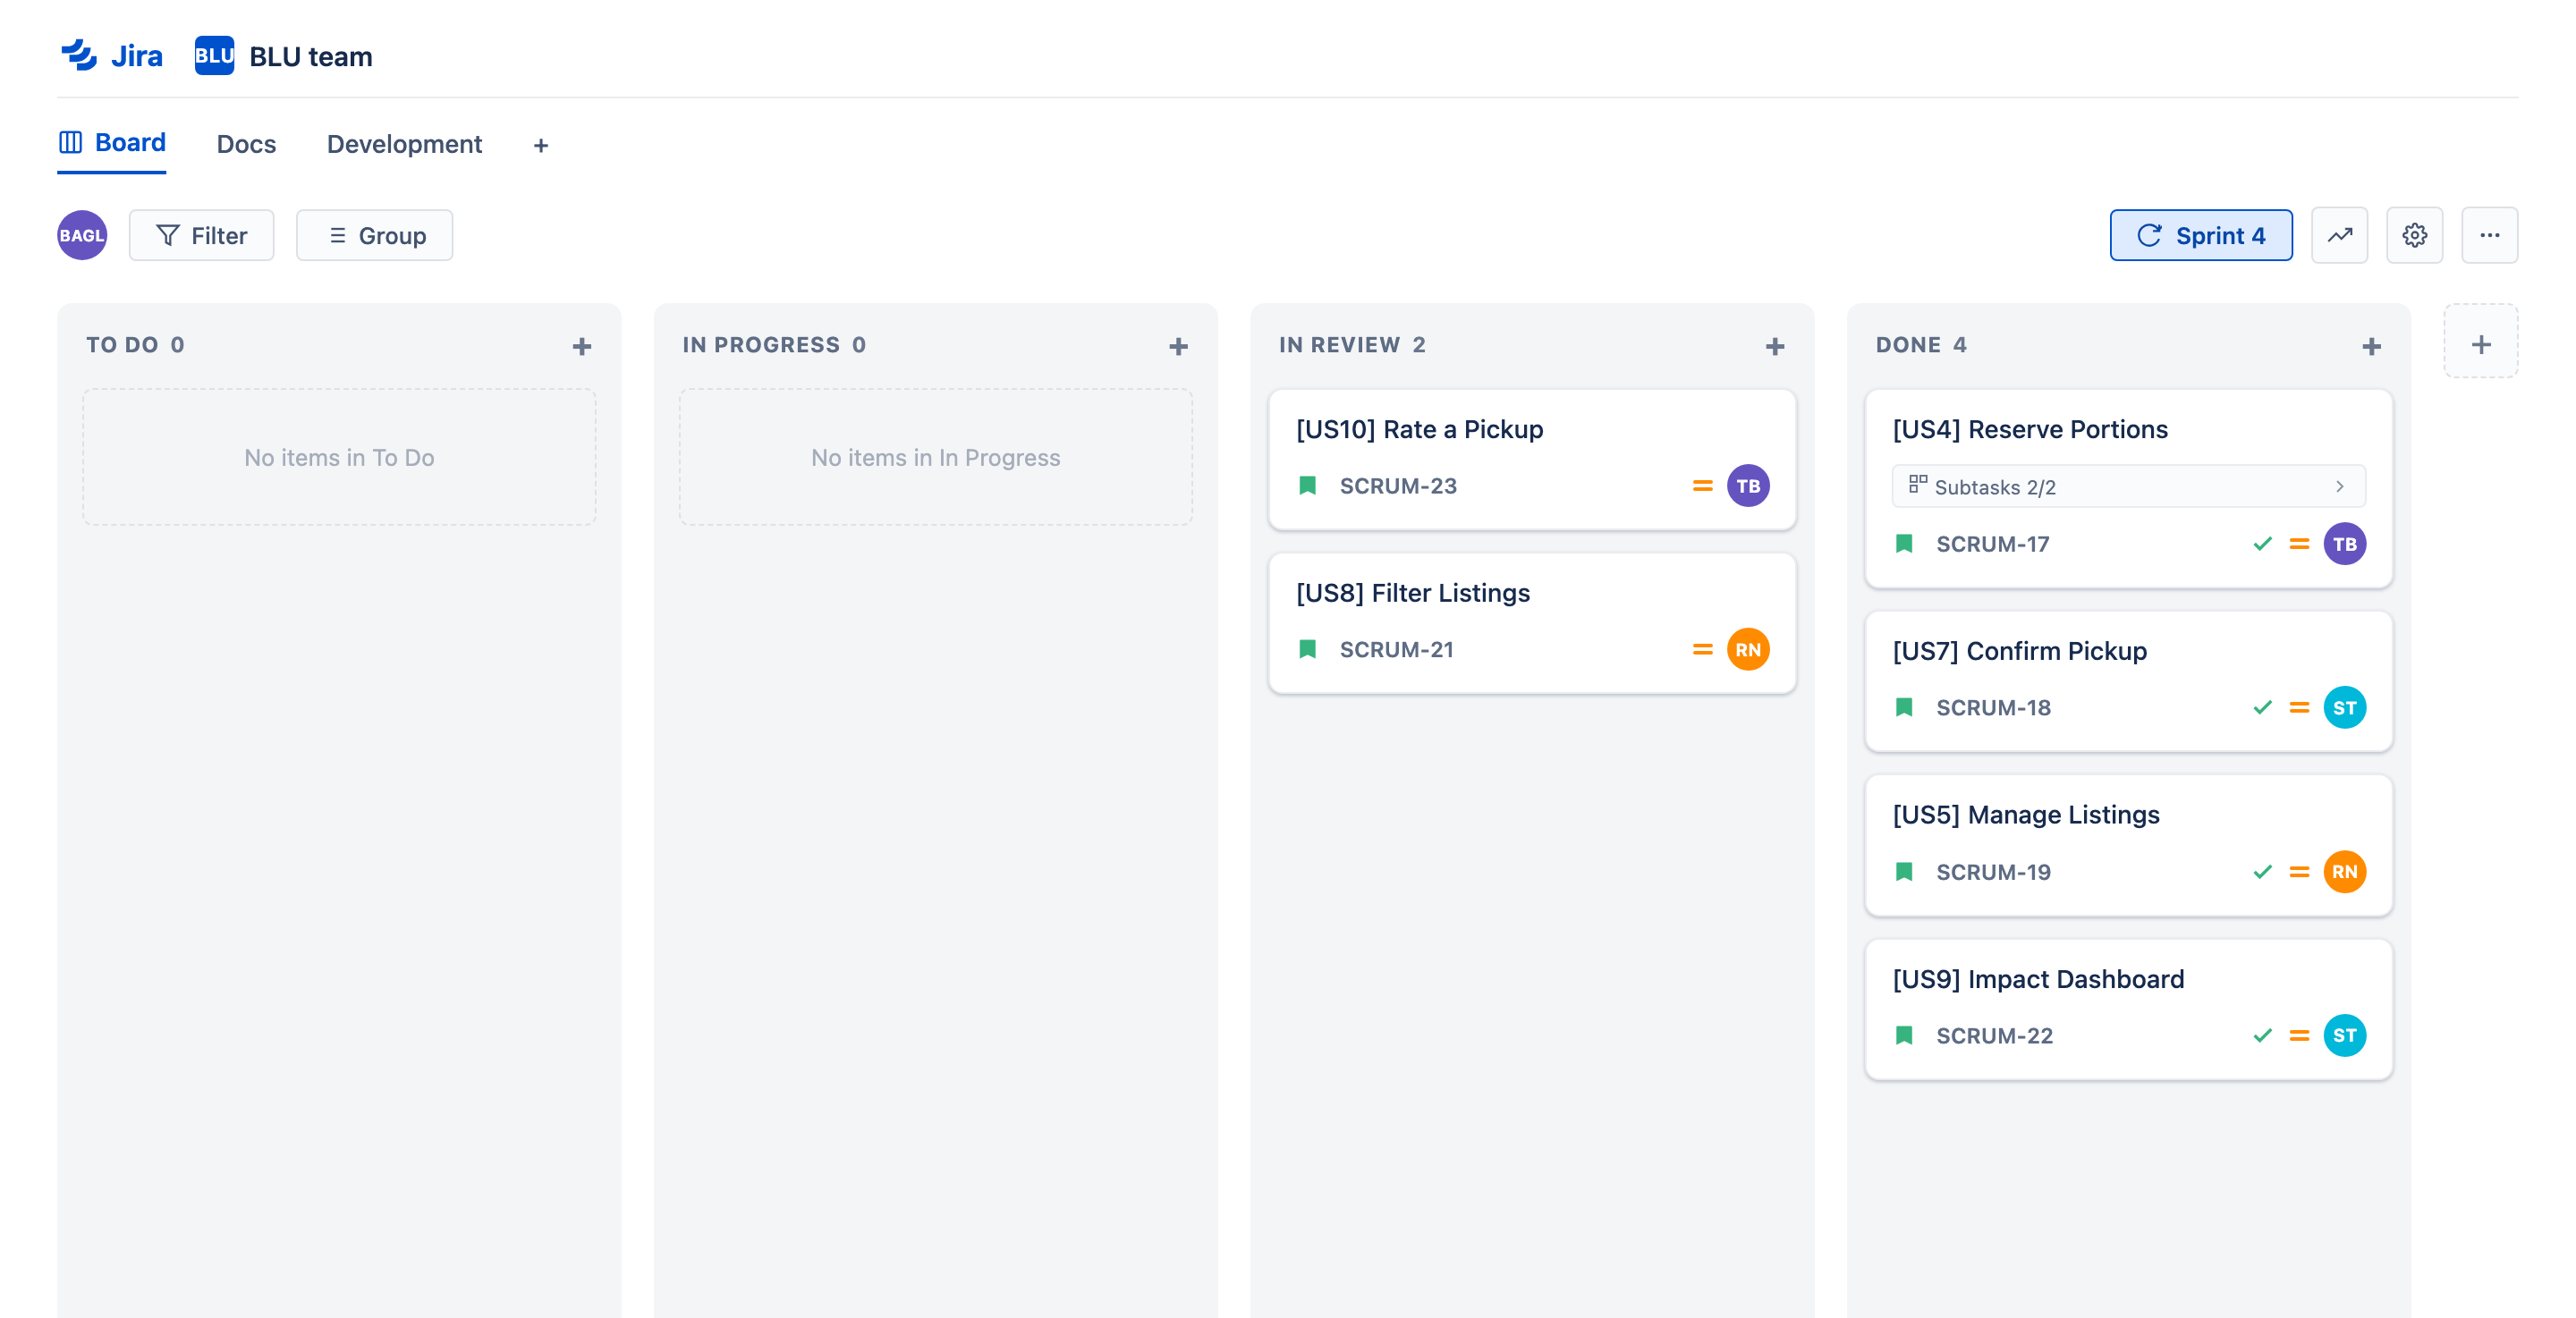 Jira BLU BLU team
Board Docs Development +
BAGL Filter Group Sprint 4
TO DO 0
No items in To Do
IN PROGRESS 0
No items in In Progress
IN REVIEW 2
[US10] Rate a Pickup
SCRUM-23 TB
[US8] Filter Listings
SCRUM-21 RN
DONE 4
[US4] Reserve Portions
Subtasks 2/2
SCRUM-17 TB
[US7] Confirm Pickup
SCRUM-18 ST
[US5] Manage Listings
SCRUM-19 RN
[US9] Impact Dashboard
SCRUM-22 ST